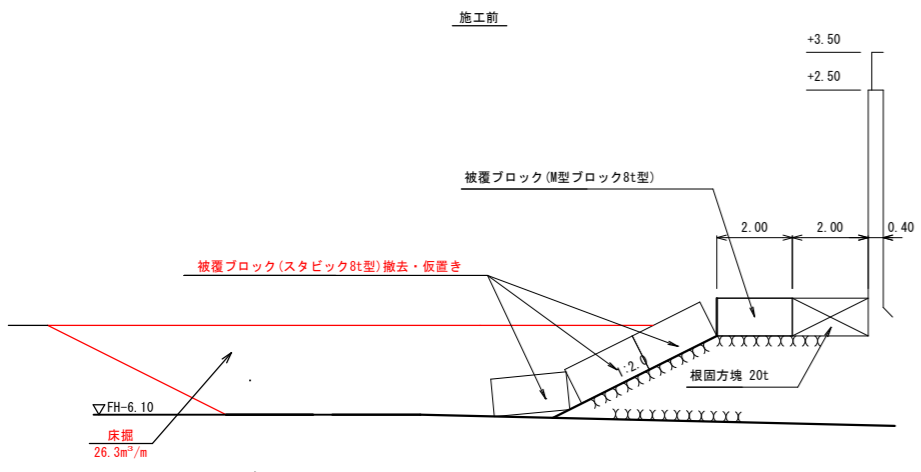 施工前
+3.50
+2.50
被覆ブロック(M型ブロック8t型)
2.00
2.00
0.40
被覆ブロック(スタビック8t型)撤去・仮置き
1:2.0
根固方塊 20t
▽FH-6.10
床掘
26.3m³/m